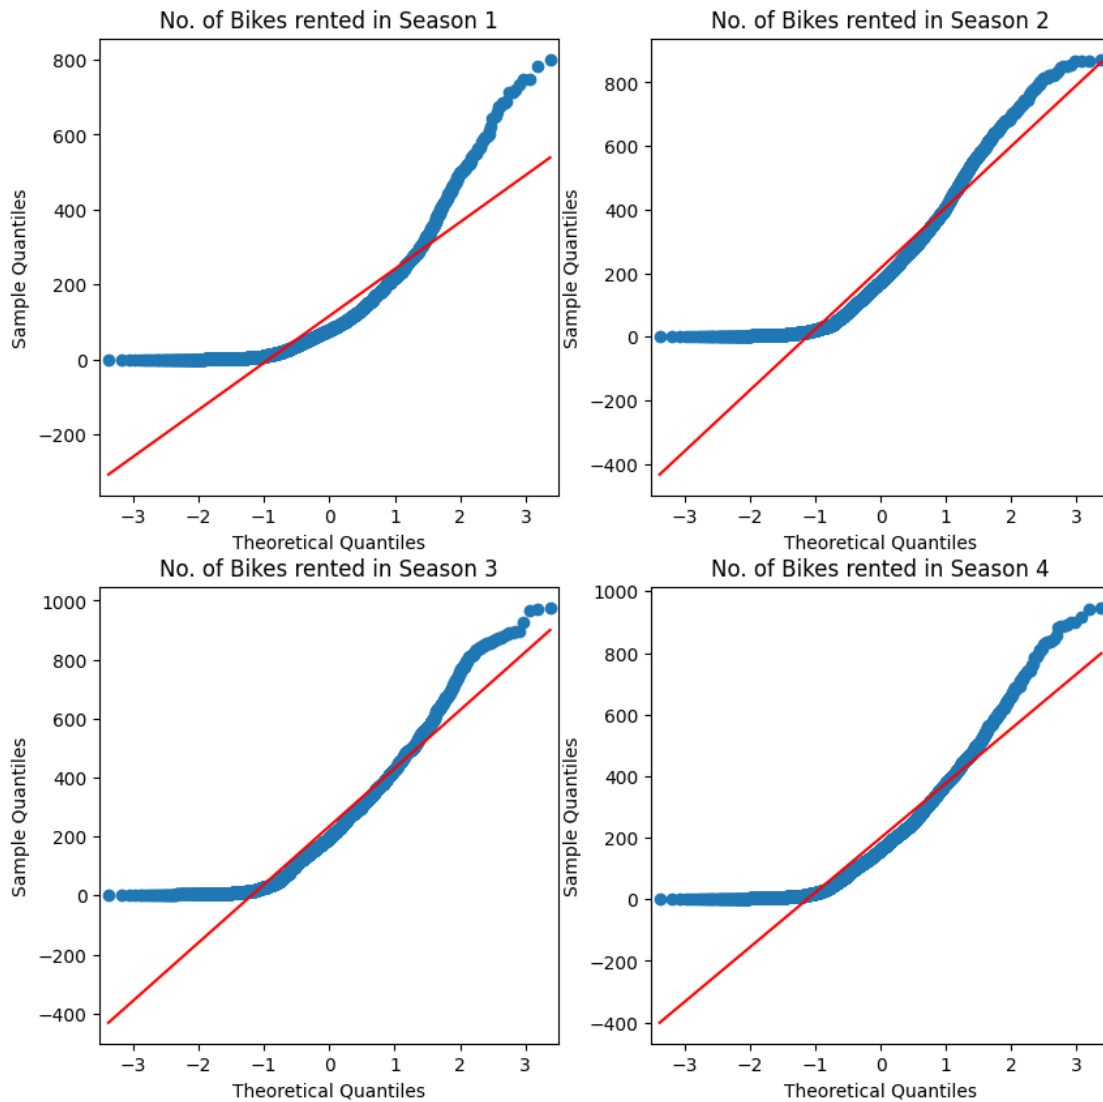 No. of Bikes rented in Season 1
800
600
400
200
0
−200
Sample Quantiles
−3 −2 −1 0 1 2 3
Theoretical Quantiles
No. of Bikes rented in Season 2
800
600
400
200
0
−200
−400
Sample Quantiles
−3 −2 −1 0 1 2 3
Theoretical Quantiles
No. of Bikes rented in Season 3
1000
800
600
400
200
0
−200
−400
Sample Quantiles
−3 −2 −1 0 1 2 3
Theoretical Quantiles
No. of Bikes rented in Season 4
1000
800
600
400
200
0
−200
−400
Sample Quantiles
−3 −2 −1 0 1 2 3
Theoretical Quantiles